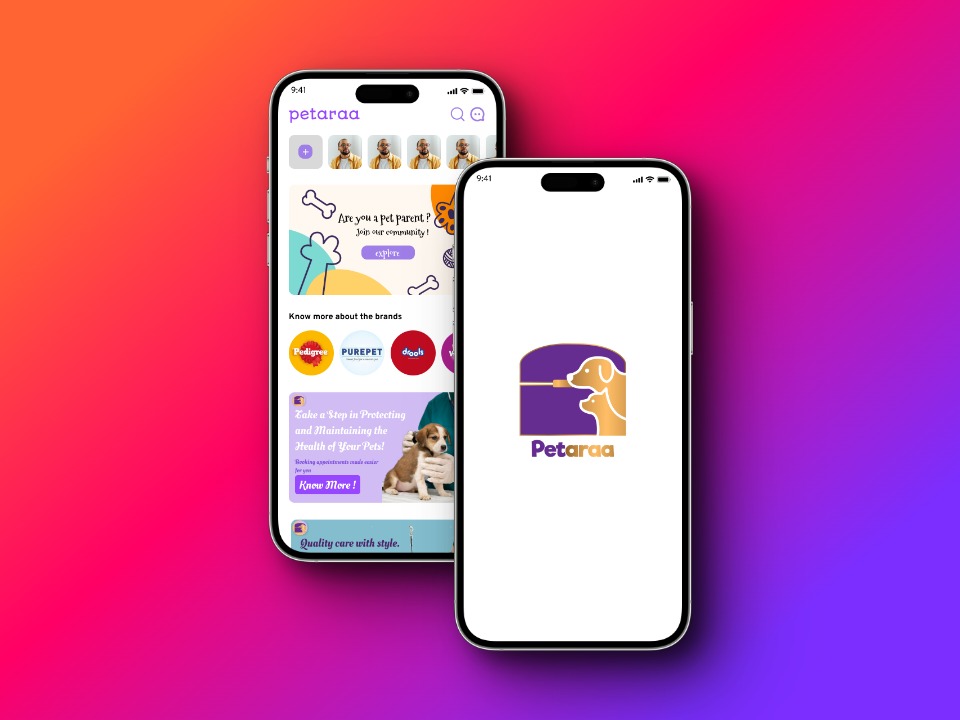 9:41
petaraa
Are you a pet parent ?
Join our community !
explore
Know more about the brands
Pedigree
PUREPET
drools
Take a Step in Protecting
and Maintaining the
Health of Your Pets!
Booking appointments made easier
for you
Know More !
Quality care with style.
9:41
Petaraa